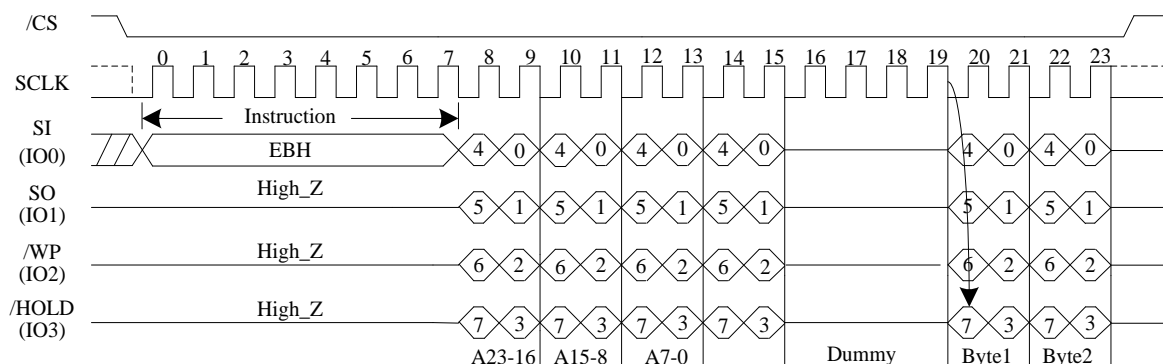 /CS
0 1 2 3 4 5 6 7 8 9 10 11 12 13 14 15 16 17 18 19 20 21 22 23
SCLK
Instruction
SI
(IO0)
EBH
4 0 4 0 4 0 4 0 4 0 4 0
SO
(IO1)
High_Z
5 1 5 1 5 1 5 1 5 1 5 1
/WP
(IO2)
High_Z
6 2 6 2 6 2 6 2 6 2 6 2
/HOLD
(IO3)
High_Z
7 3 7 3 7 3 7 3 7 3 7 3
A23-16 A15-8 A7-0 Dummy Byte1 Byte2